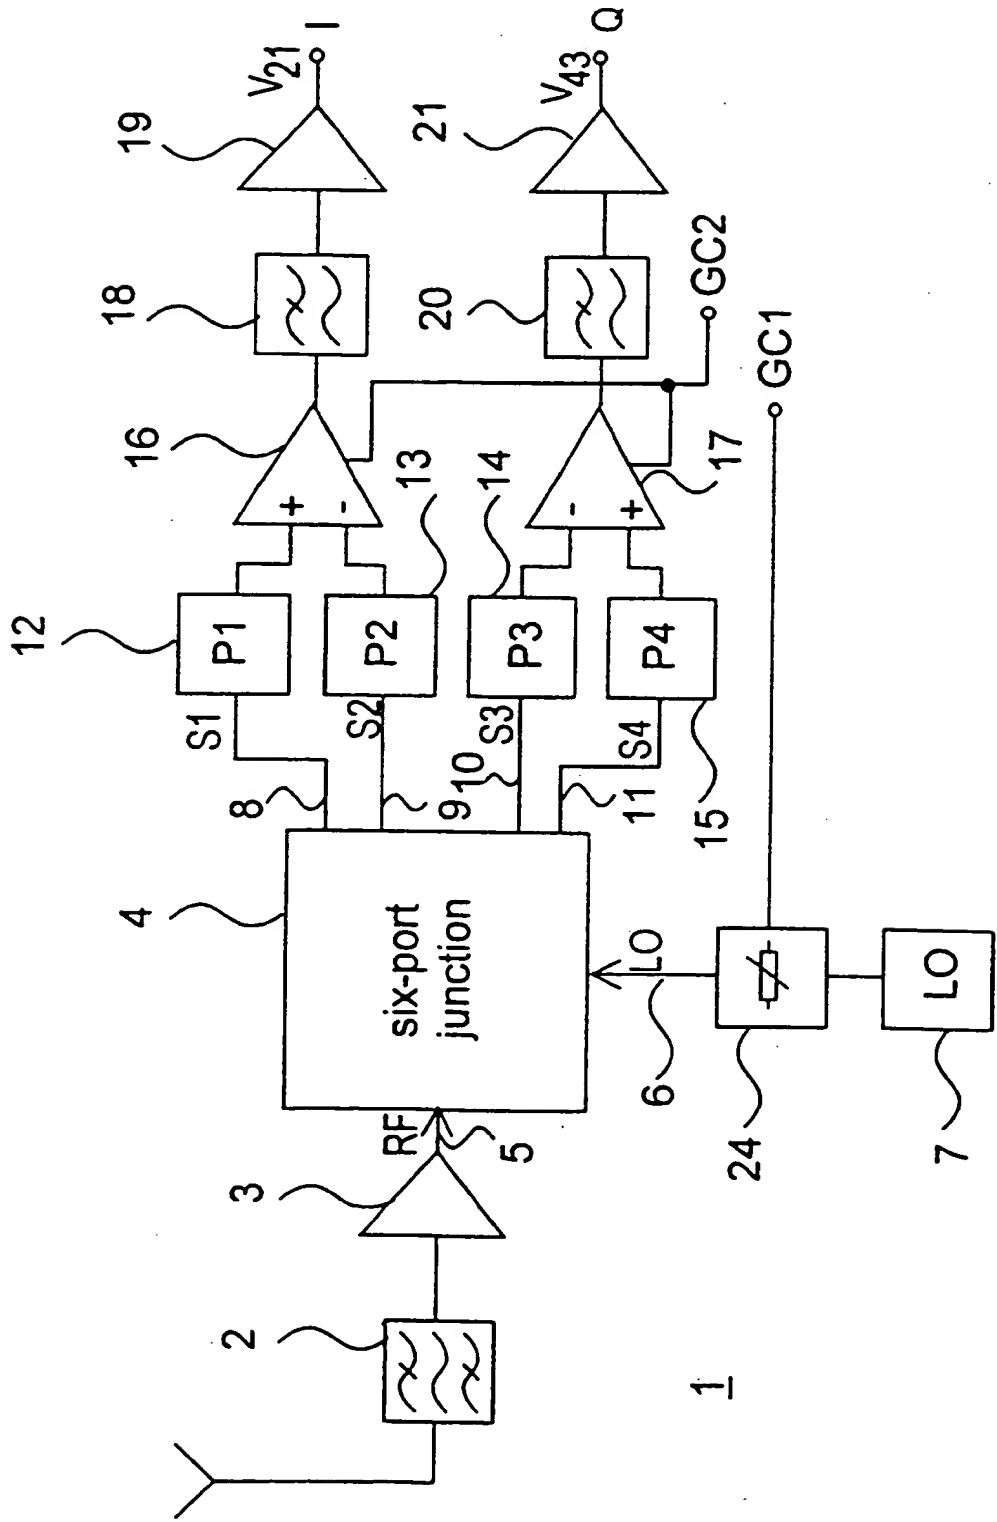 19
V21
I
18
16
+
-
12
P1
S1
8
4
six-port
junction
13
P2
S2
9
RF
5
3
2
21
V43
Q
20
GC2
14
-
+
17
P3
S3
10
P4
S4
11
15
GC1
LO
6
24
LO
7
1